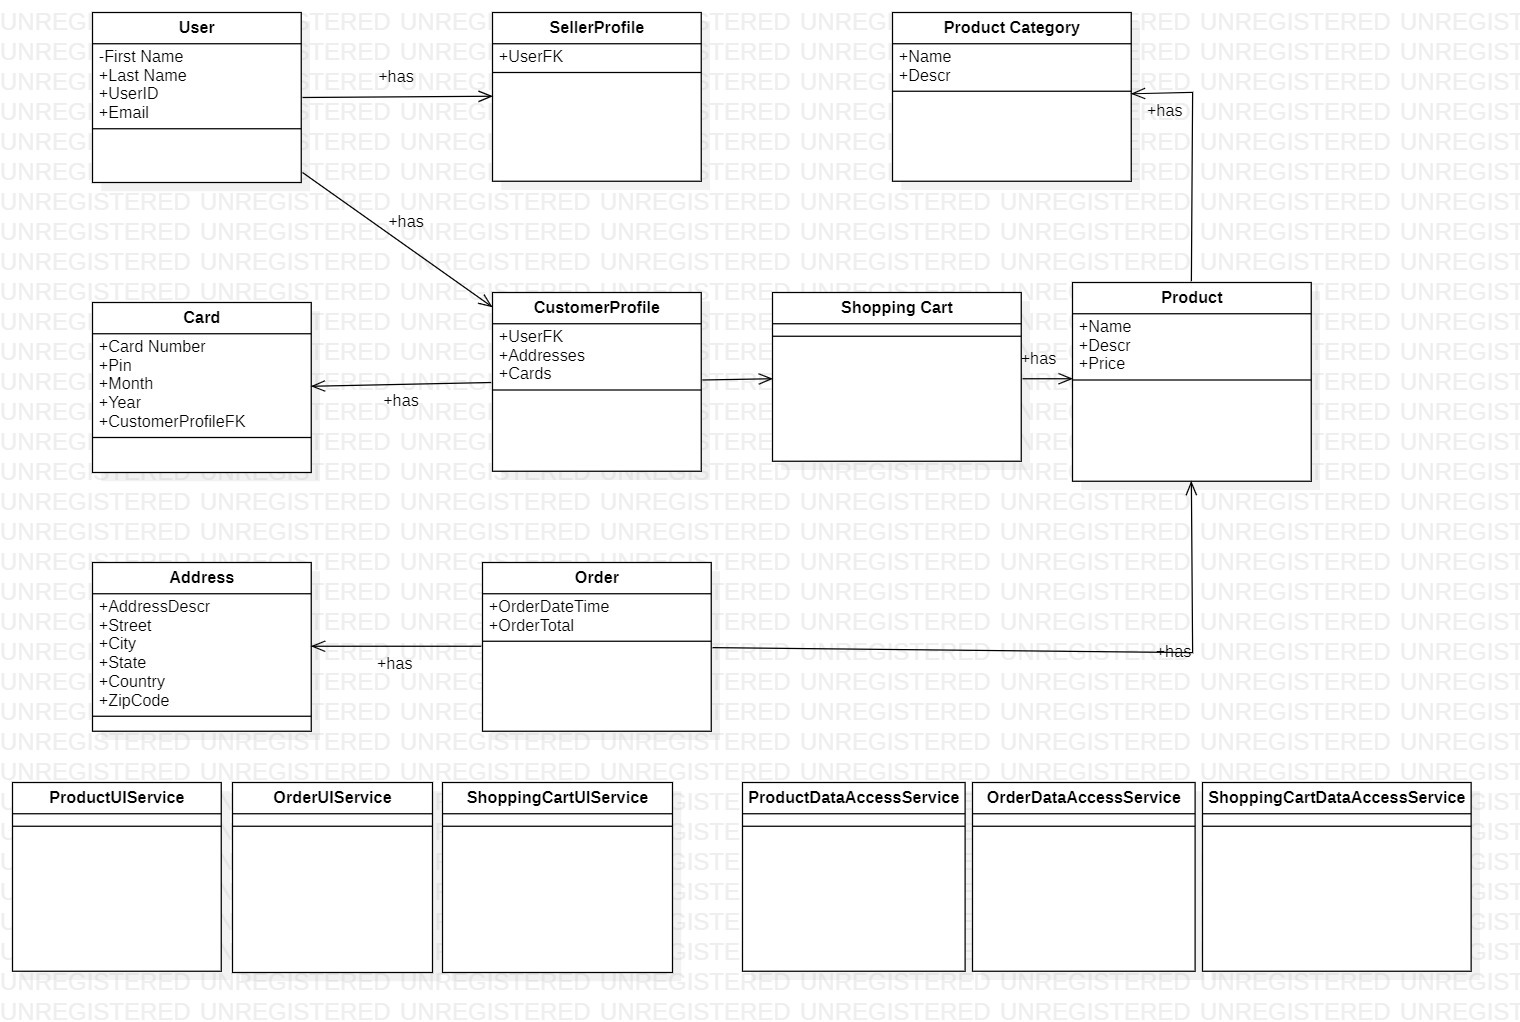 User
-First Name
+Last Name
+UserID
+Email
+has
SellerProfile
+UserFK
Product Category
+Name
+Descr
+has
+has
Card
+Card Number
+Pin
+Month
+Year
+CustomerProfileFK
+has
CustomerProfile
+UserFK
+Addresses
+Cards
Shopping Cart
+has
Product
+Name
+Descr
+Price
Address
+AddressDescr
+Street
+City
+State
+Country
+ZipCode
+has
Order
+OrderDateTime
+OrderTotal
+has
ProductUIService
OrderUIService
ShoppingCartUIService
ProductDataAccessService
OrderDataAccessService
ShoppingCartDataAccessService
UNREGISTERED